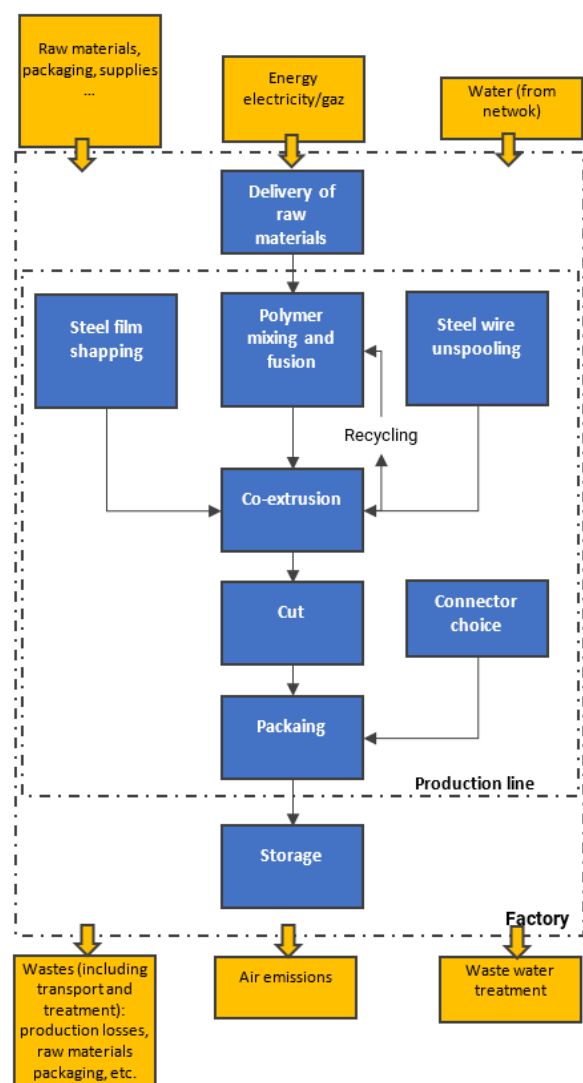 Raw materials,
packaging, supplies
...
Energy
electricity/gaz
Water (from
netwok)
Delivery of
raw
materials
Steel film
shapping
Polymer
mixing and
fusion
Steel wire
unspooling
Recycling
Co-extrusion
Cut
Connector
choice
Packaing
Production line
Storage
Factory
Wastes (including
transport and
treatment):
production losses,
raw materials
packaging, etc.
Air emissions
Waste water
treatment